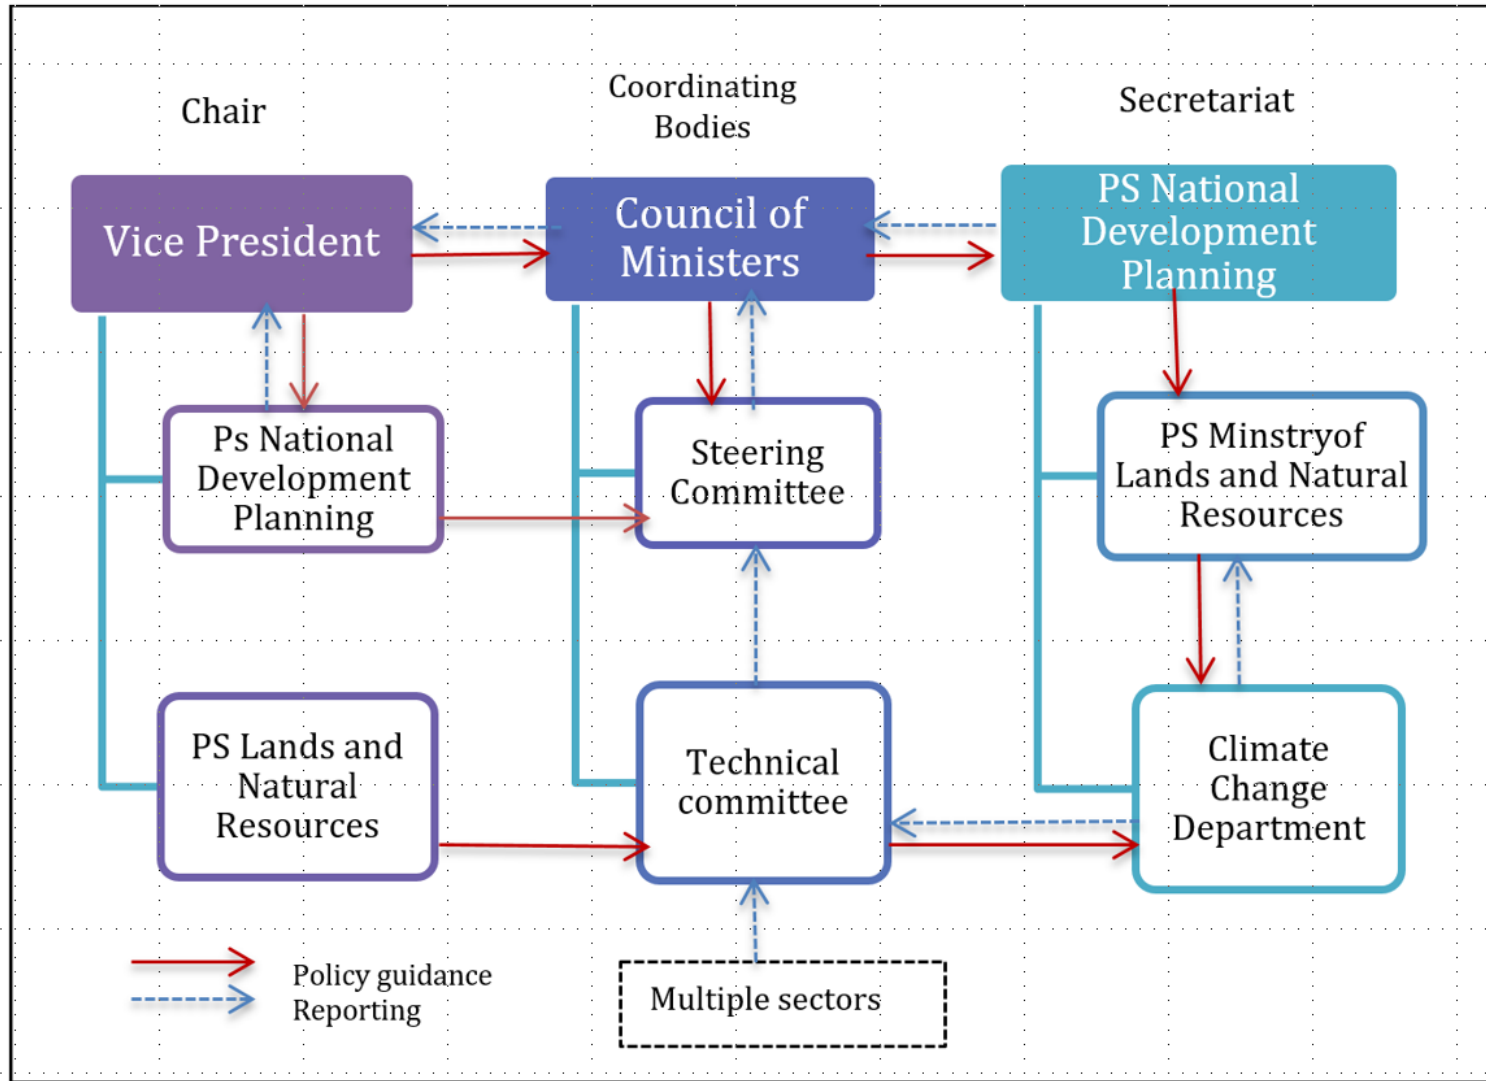 Chair
Coordinating
Bodies
Secretariat
Vice President
Council of
Ministers
PS National
Development
Planning
Ps National
Development
Planning
Steering
Committee
PS Minstryof
Lands and Natural
Resources
PS Lands and
Natural
Resources
Technical
committee
Climate
Change
Department
Policy guidance
Reporting
Multiple sectors